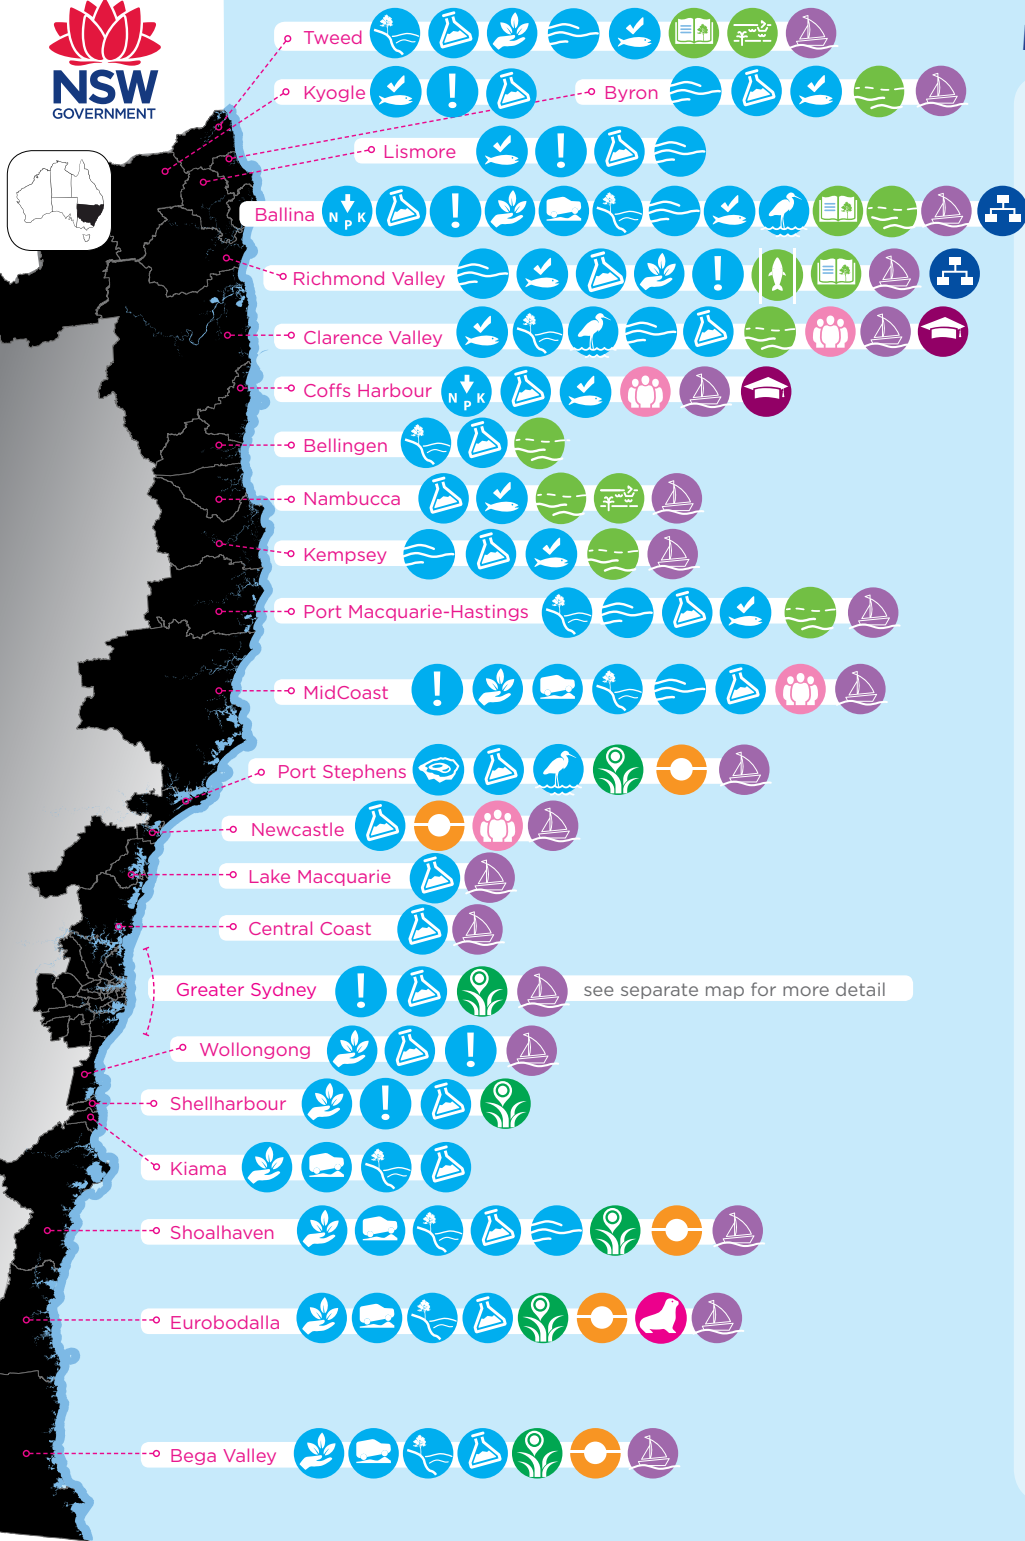 NSW
GOVERNMENT
Tweed
Kyogle
Byron
Lismore
Ballina
N P K
Richmond Valley
Clarence Valley
Coffs Harbour
N P K
Bellingen
Nambucca
Kempsey
Port Macquarie-Hastings
MidCoast
Port Stephens
Newcastle
Lake Macquarie
Central Coast
Greater Sydney
see separate map for more detail
Wollongong
Shellharbour
Kiama
Shoalhaven
Eurobodalla
Bega Valley